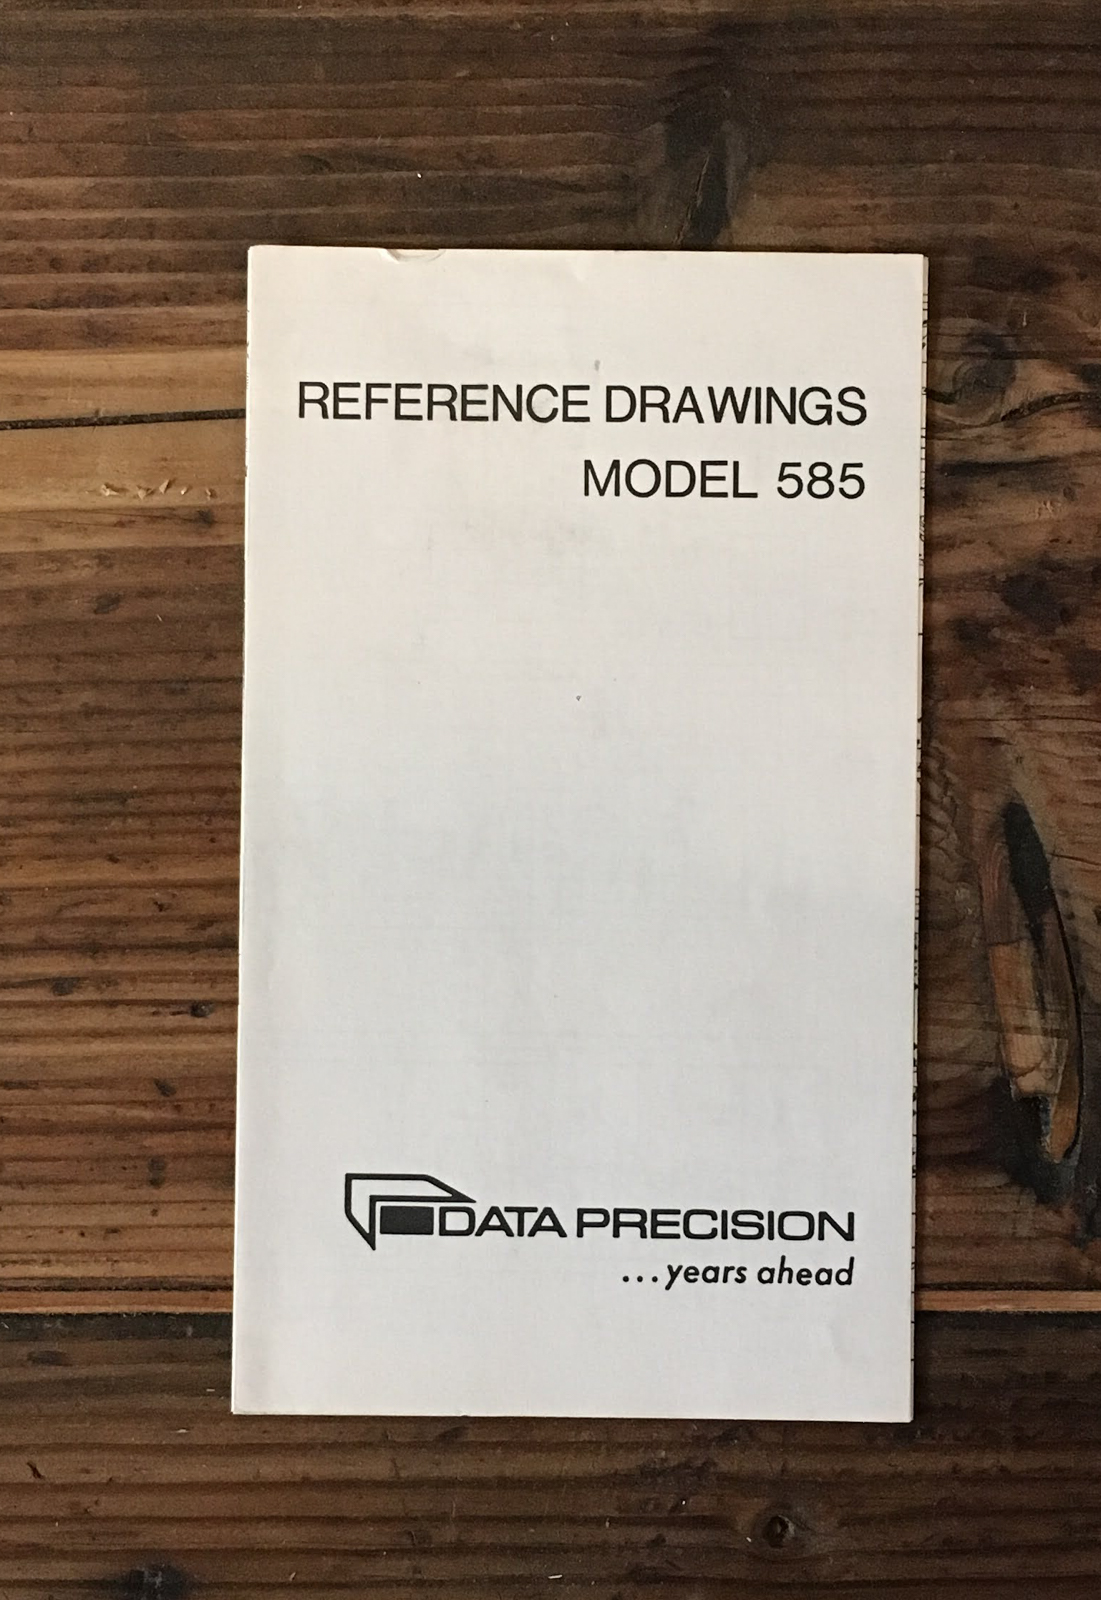 REFERENCE DRAWINGS
MODEL 585
DATA PRECISION
...years ahead